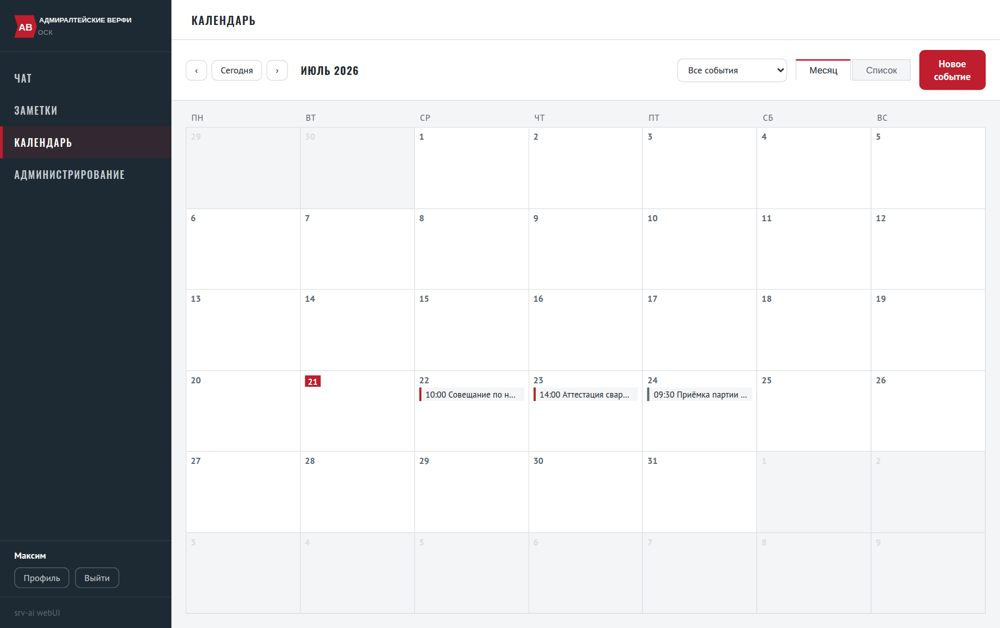 АВ АДМИРАЛТЕЙСКИЕ ВЕРФИ
ОСК
ЧАТ
ЗАМЕТКИ
КАЛЕНДАРЬ
АДМИНИСТРИРОВАНИЕ
Максим
Профиль Выйти
srv-ai webUI
КАЛЕНДАРЬ
‹ Сегодня › ИЮЛЬ 2026 Все события Месяц Список Новое событие
ПН ВТ СР ЧТ ПТ СБ ВС
29 30 1 2 3 4 5
6 7 8 9 10 11 12
13 14 15 16 17 18 19
20 21 22 23 24 25 26
10:00 Совещание по н... 14:00 Аттестация свар... 09:30 Приёмка партии ...
27 28 29 30 31 1 2
3 4 5 6 7 8 9